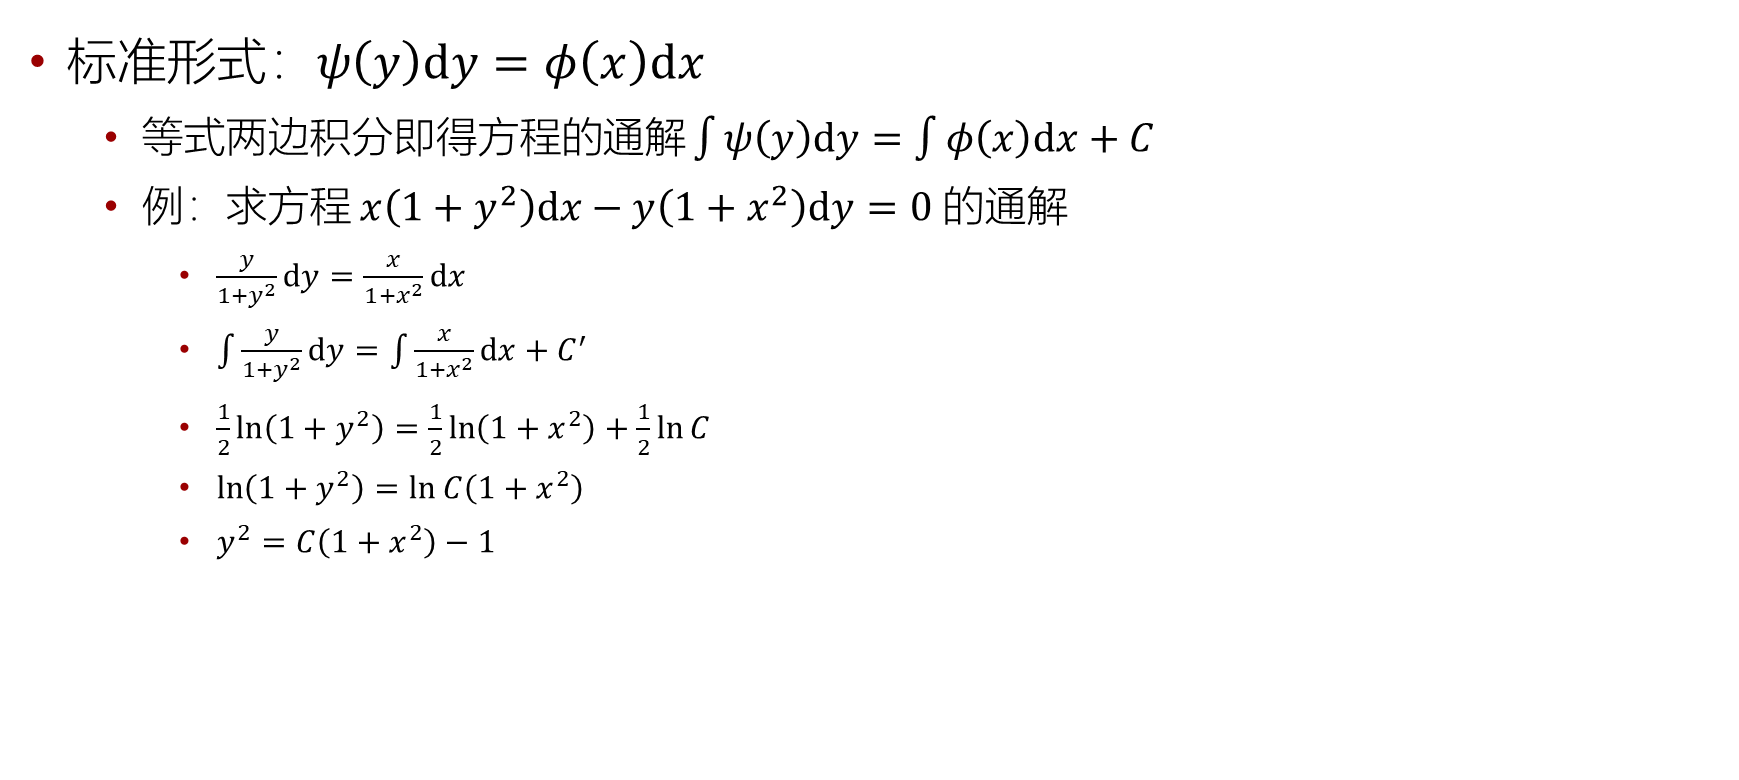 • 标准形式：ψ(y)dy = ϕ(x)dx
• 等式两边积分即得方程的通解 ∫ ψ(y)dy = ∫ ϕ(x)dx + C
• 例：求方程 x(1 + y²)dx − y(1 + x²)dy = 0 的通解
• y/(1+y²) dy = x/(1+x²) dx
• ∫ y/(1+y²) dy = ∫ x/(1+x²) dx + C′
• 1/2 ln(1 + y²) = 1/2 ln(1 + x²) + 1/2 ln C
• ln(1 + y²) = ln C(1 + x²)
• y² = C(1 + x²) − 1